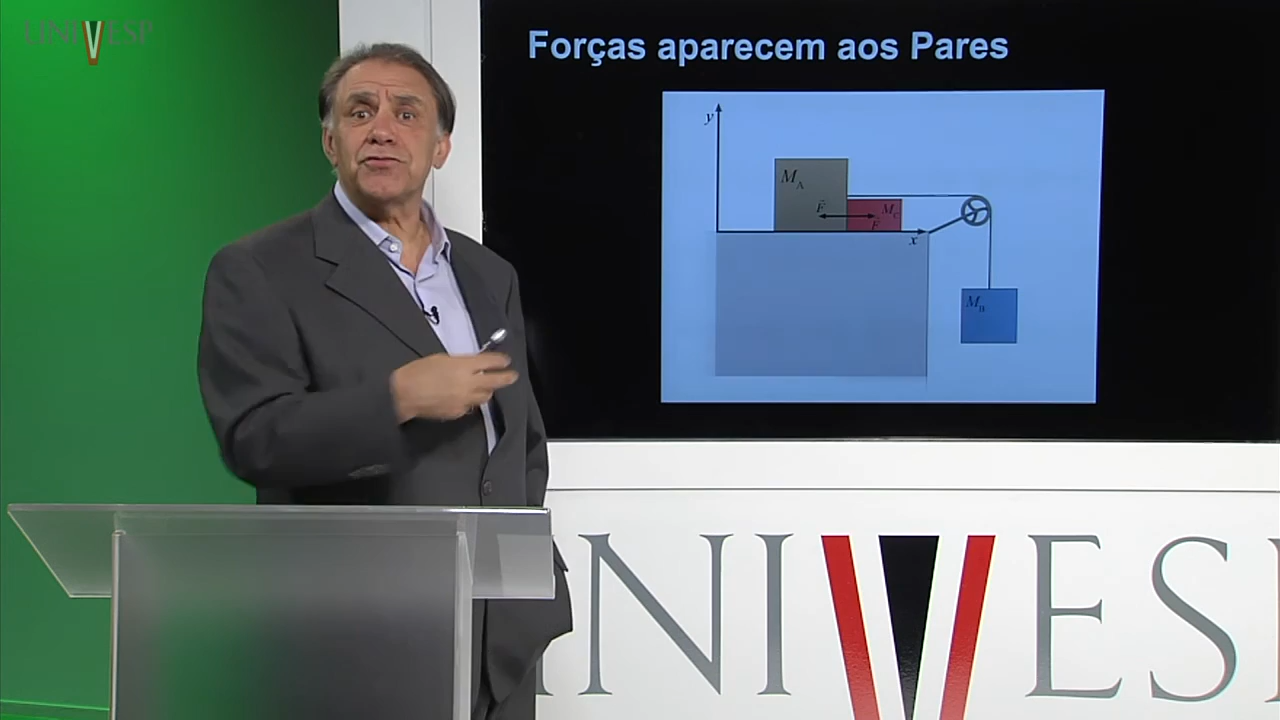 UNIVESP
Forças aparecem aos Pares
y
M_A
F
M_C
F
x
M_B
UNIVESP